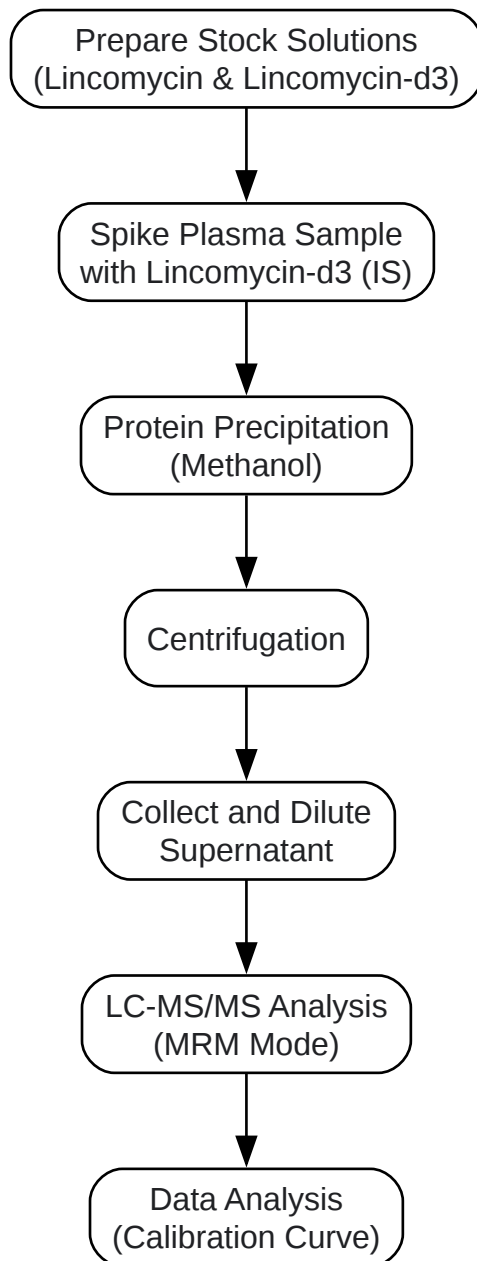 Prepare Stock Solutions
(Lincomycin & Lincomycin-d3)
Spike Plasma Sample
with Lincomycin-d3 (IS)
Protein Precipitation
(Methanol)
Centrifugation
Collect and Dilute
Supernatant
LC-MS/MS Analysis
(MRM Mode)
Data Analysis
(Calibration Curve)